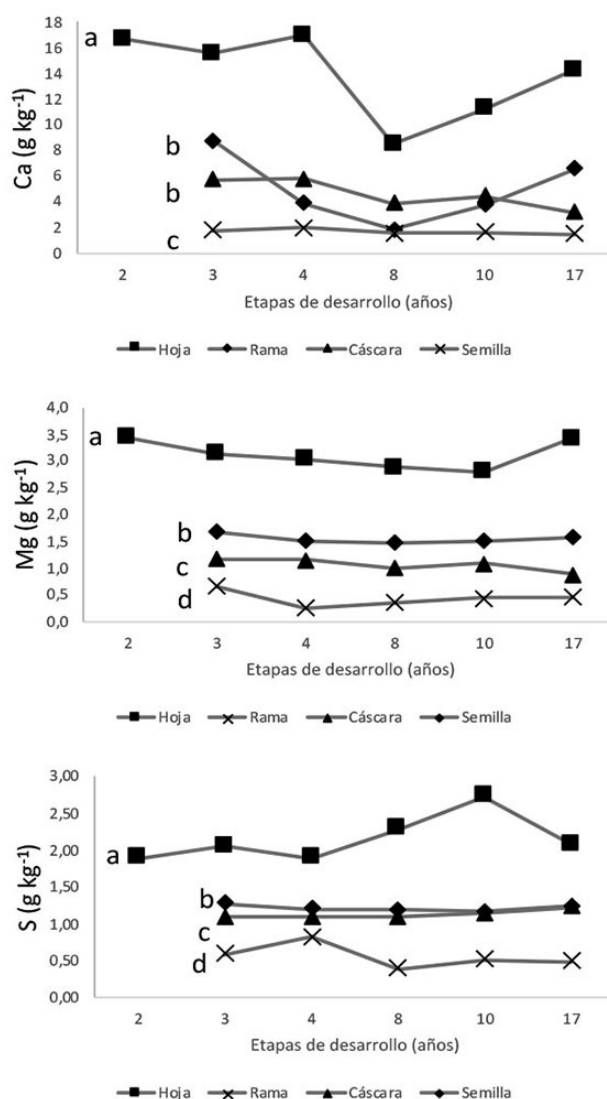 18
16
a
14
12
10
8
b
6
b
4
2
c
0
Ca (g kg⁻¹)
2 3 4 8 10 17
Etapas de desarrollo (años)
Hoja Rama Cáscara Semilla
4,0
3,5
a
3,0
2,5
2,0
b
1,5
c
1,0
0,5
d
0,0
Mg (g kg⁻¹)
2 3 4 8 10 17
Etapas de desarrollo (años)
Hoja Rama Cáscara Semilla
3,00
2,50
2,00
a
1,50
b
1,00
c
0,50
d
0,00
S (g kg⁻¹)
2 3 4 8 10 17
Etapas de desarrollo (años)
Hoja Rama Cáscara Semilla